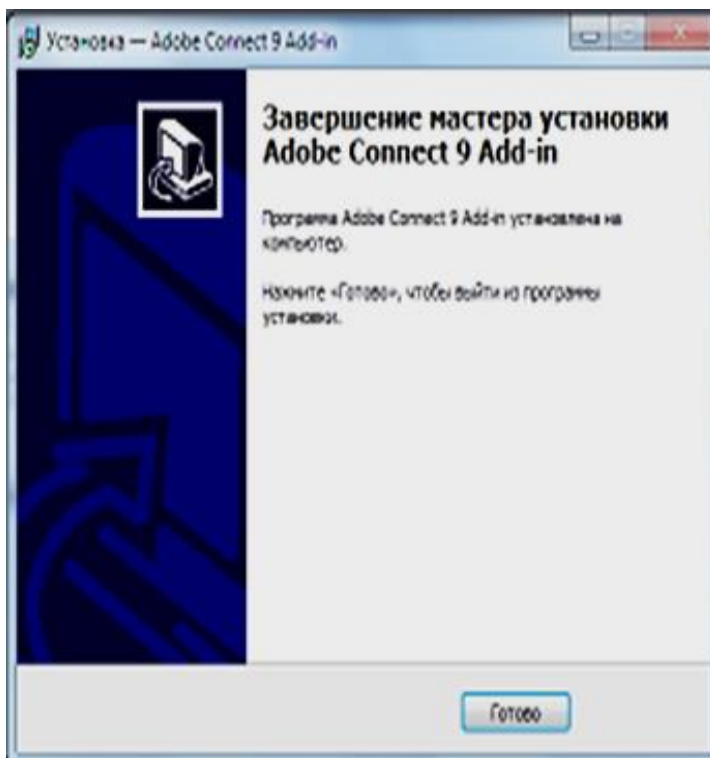 Установка — Adobe Connect 9 Add-in
Завершение мастера установки
Adobe Connect 9 Add-in
Программа Adobe Connect 9 Add-in установлена на
компьютер.
Нажмите «Готово», чтобы выйти из программы
установки.
Готово